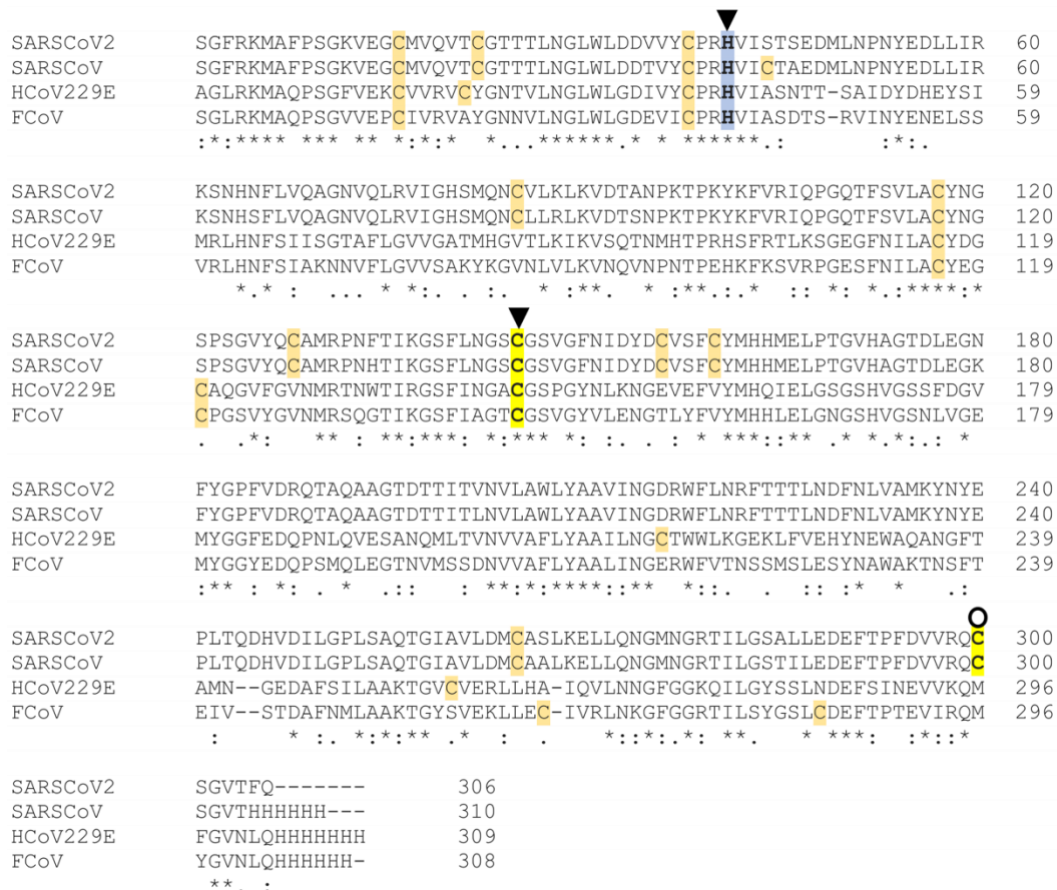 SARSCoV2 SGFRKMAFPSGKVEGCMVQVTCGTTTLNGLWLDDVVYCPRHVISTSEDMLNPNYEDLLIR 60
SARSCoV SGFRKMAFPSGKVEGCMVQVTCGTTTLNGLWLDDTVYCPRHVICTAEDMLNPNYEDLLIR 60
HCoV229E AGLRKMAQPSGFVEKCVVRVCYGNTVLNGLWLGDIVYCPRHVIASNTT-SAIDYDHEYSI 59
FCoV SGLRKMAQPSGVVEPCIVRVAYGNNVLNGLWLGDEVICPRHVIASDTS-RVINYENELSS 59
:*:**** *** ** *:*:* *...******.* * *******.: :*:.
SARSCoV2 KSNHNFLVQAGNVQLRVIGHSMQNCVLKLKVDTANPKTPKYKFVRIQPGQTFSVLACYNG 120
SARSCoV KSNHSFLVQAGNVQLRVIGHSMQNCLLRLKVDTSNPKTPKYKFVRIQPGQTFSVLACYNG 120
HCoV229E MRLHNFSIISGTAFLGVVGATMHGVTLKIKVSQTNMHTPRHSFRTLKSGEGFNILACYDG 119
FCoV VRLHNFSIAKNNVFLGVVSAKYKGVNLVLKVNQVNPNTPEHKFKSVRPGESFNILACYEG 119
*.* : ... * *:. . :. * :**. * :**.:.* :: *: *.:****:*
SARSCoV2 SPSGVYQCAMRPNFTIKGSFLNGSCGSVGFNIDYDCVSFCYMHHMELPTGVHAGTDLEGN 180
SARSCoV SPSGVYQCAMRPNHTIKGSFLNGSCGSVGFNIDYDCVSFCYMHHMELPTGVHAGTDLEGK 180
HCoV229E CAQGVFGVNMRTNWTIRGSFINGACGSPGYNLKNGEVEFVYMHQIELGSGSHVGSSFDGV 179
FCoV CPGSVYGVNMRSQGTIKGSFIAGTCGSVGYVLENGTLYFVYMHHLELGNGSHVGSNLVGE 179
. .*: ** : **:***: *:*** *: :. . : * ***::** .* *.*:.: *
SARSCoV2 FYGPFVDRQTAQAAGTDTTITVNVLAWLYAAVINGDRWFLNRFTTTLNDFNLVAMKYNYE 240
SARSCoV FYGPFVDRQTAQAAGTDTTITLNVLAWLYAAVINGDRWFLNRFTTTLNDFNLVAMKYNYE 240
HCoV229E MYGGFEDQPNLQVESANQMLTVNVVAFLYAAILNGCTWWLKGEKLFVEHYNEWAQANGFT 239
FCoV MYGGYEDQPSMQLEGTNVMSSDNVVAFLYAALINGERWFVTNSSMSLESYNAWAKTNSFT 239
:** : *: . * .:: : **:*:****::** *:: . :: :* * .:
SARSCoV2 PLTQDHVDILGPLSAQTGIAVLDMCASLKELLQNGMNGRTILGSALLEDEFTPFDVVRQC 300
SARSCoV PLTQDHVDILGPLSAQTGIAVLDMCAALKELLQNGMNGRTILGSTILEDEFTPFDVVRQC 300
HCoV229E AMN--GEDAFSILAAKTGVCVERLLHA-IQVLNNGFGGKQILGYSSLNDEFSINEVVKQM 296
FCoV EIV--STDAFNMLAAKTGYSVEKLLEC-IVRLNKGFGGRTILSYGSLCDEFTPTEVIRQM 296
: * :. *:*:** .* : . *::*:.*: **. * ***: :*::*
SARSCoV2 SGVTFQ------- 306
SARSCoV SGVTHHHHHH--- 310
HCoV229E FGVNLQHHHHHHH 309
FCoV YGVNLQHHHHHH- 308
**. :